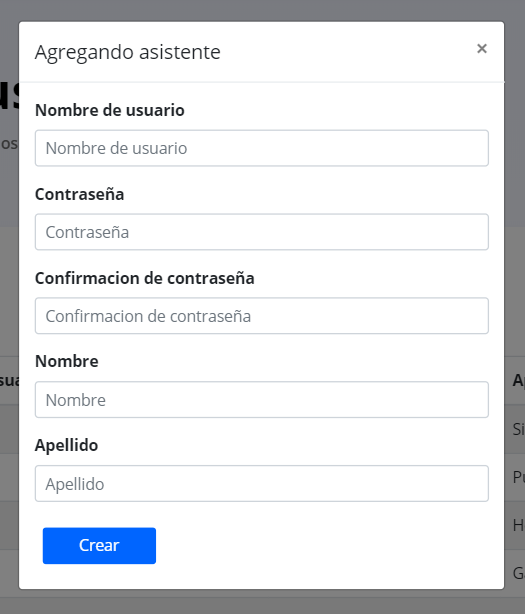 Agregando asistente ×
os
Nombre de usuario
Nombre de usuario
Contraseña
Contraseña
Confirmacion de contraseña
Confirmacion de contraseña
Nombre
Nombre
Apellido
Apellido
Crear